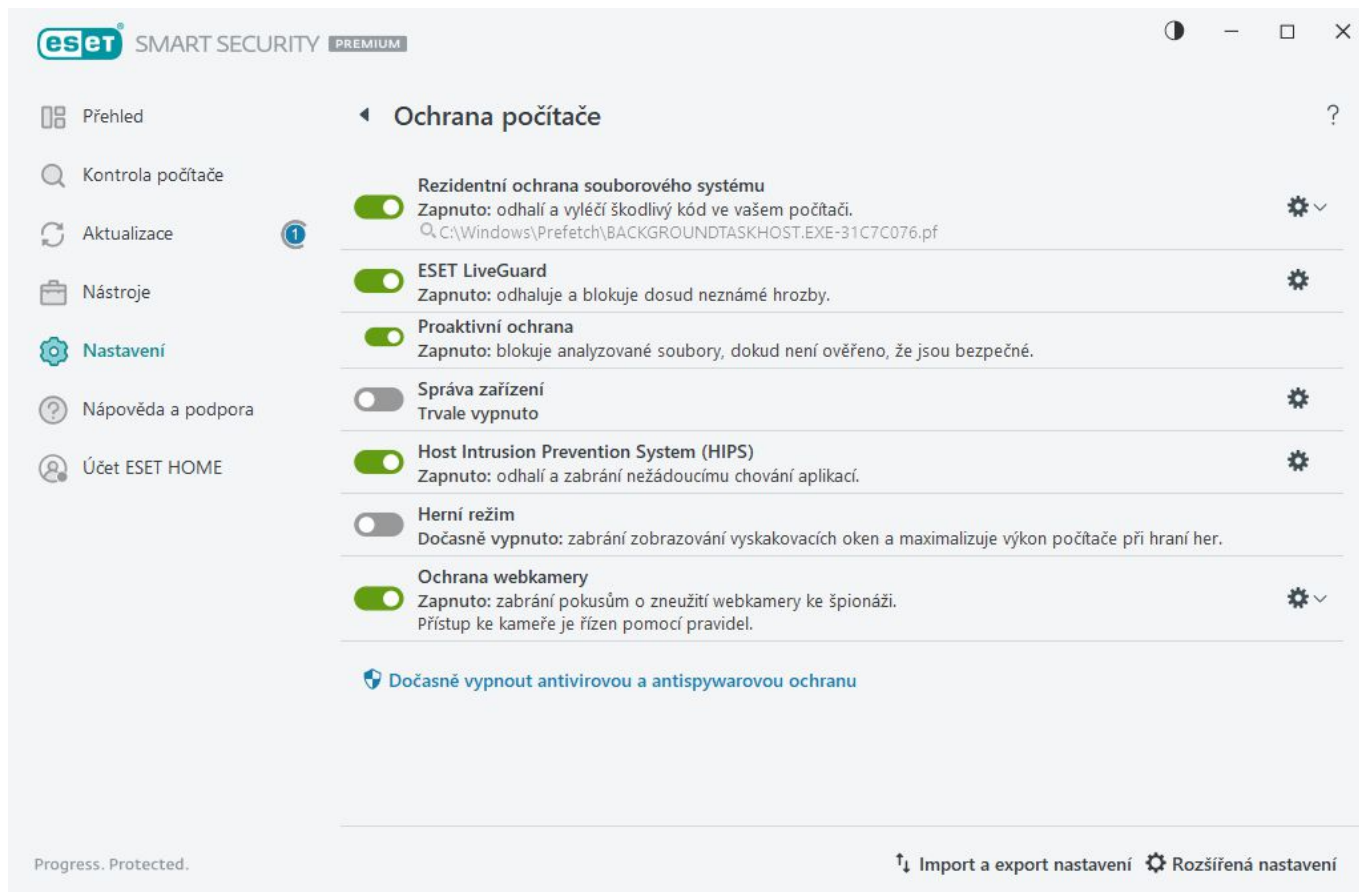 eset SMART SECURITY PREMIUM
Přehled
Kontrola počítače
Aktualizace 1
Nástroje
Nastavení
Nápověda a podpora
Účet ESET HOME
Ochrana počítače ?
Rezidentní ochrana souborového systému
Zapnuto: odhalí a vyléčí škodlivý kód ve vašem počítači.
C:\Windows\Prefetch\BACKGROUNDTASKHOST.EXE-31C7C076.pf
ESET LiveGuard
Zapnuto: odhaluje a blokuje dosud neznámé hrozby.
Proaktivní ochrana
Zapnuto: blokuje analyzované soubory, dokud není ověřeno, že jsou bezpečné.
Správa zařízení
Trvale vypnuto
Host Intrusion Prevention System (HIPS)
Zapnuto: odhalí a zabrání nežádoucímu chování aplikací.
Herní režim
Dočasně vypnuto: zabrání zobrazování vyskakovacích oken a maximalizuje výkon počítače při hraní her.
Ochrana webkamery
Zapnuto: zabrání pokusům o zneužití webkamery ke špionáži.
Přístup ke kameře je řízen pomocí pravidel.
Dočasně vypnout antivirovou a antispywarovou ochranu
Progress. Protected.
Import a export nastavení Rozšířená nastavení